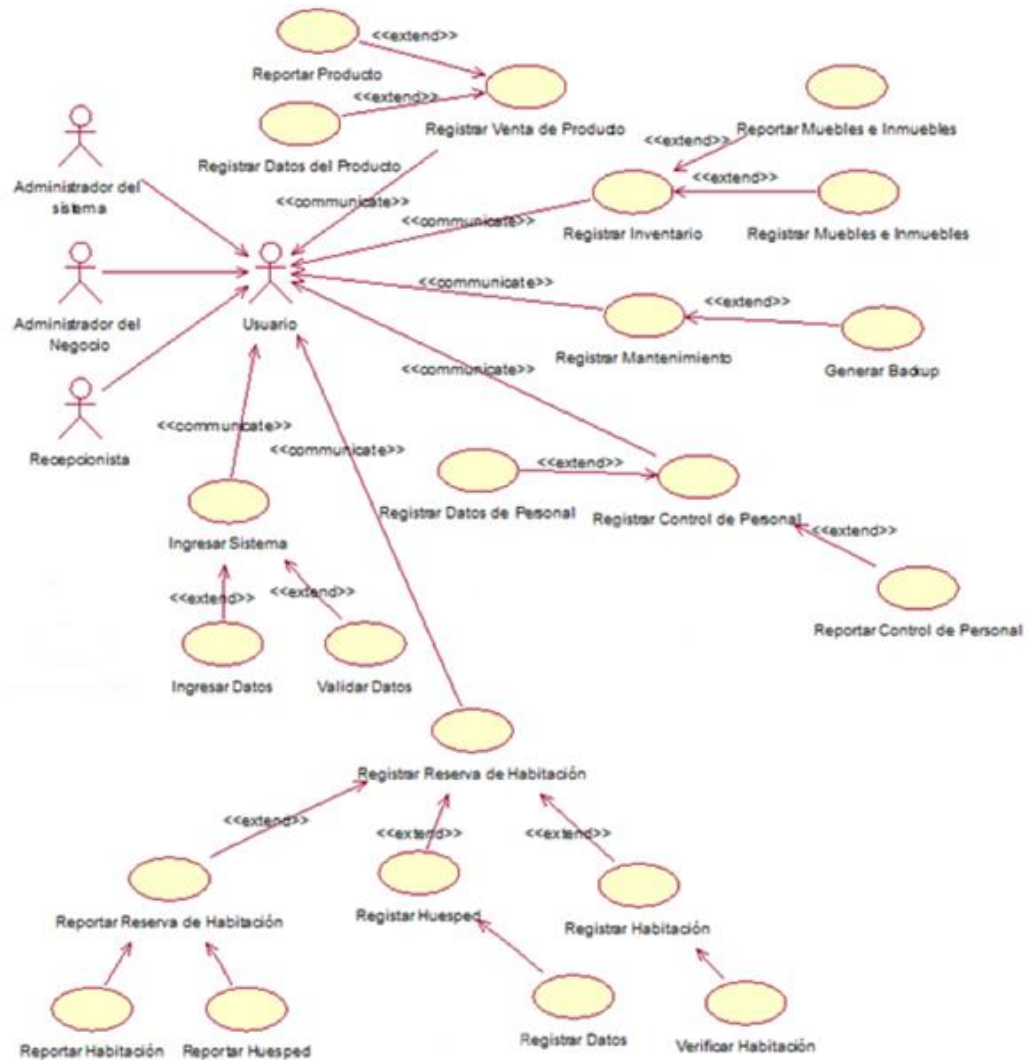 <<extend>>
Reportar Producto
<<extend>>
Registrar Venta de Producto
Reportar Muebles e Inmuebles
Registrar Datos del Producto
<<extend>>
<<extend>>
Administrador del
sistema
<<communicate>>
<<communicate>>
Registrar Inventario
Registrar Muebles e Inmuebles
<<communicate>>
<<extend>>
Administrador del
Negocio
Usuario
Registrar Mantenimiento
Generar Backup
<<communicate>>
<<communicate>>
<<communicate>>
Recepcionista
<<extend>>
Registrar Datos de Personal
Registrar Control de Personal
<<extend>>
Ingresar Sistema
<<extend>>
<<extend>>
Reportar Control de Personal
Ingresar Datos
Validar Datos
Registrar Reserva de Habitación
<<extend>>
<<extend>>
<<extend>>
Reportar Reserva de Habitación
Registar Huesped
Registrar Habitación
Reportar Habitación
Reportar Huesped
Registrar Datos
Verificar Habitación